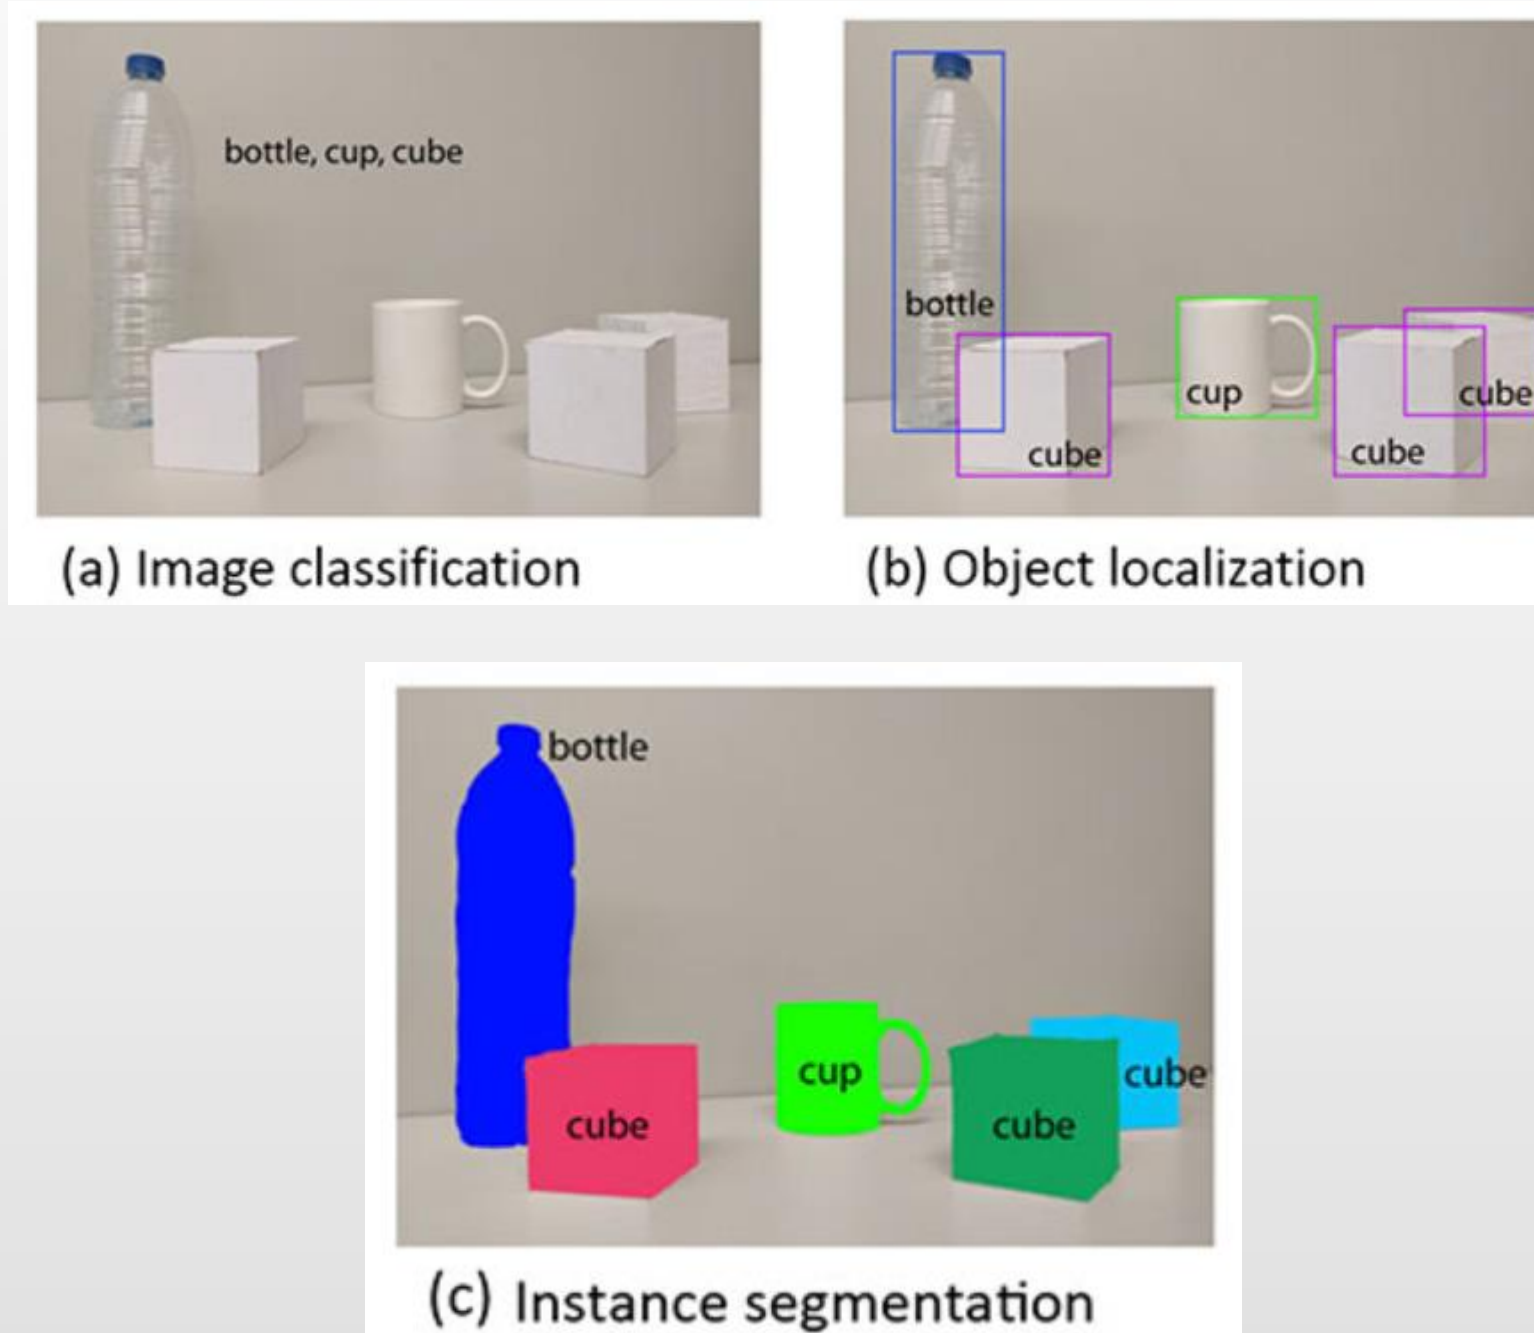 bottle, cup, cube
(a) Image classification
bottle
cup
cube
cube
cube
(b) Object localization
bottle
cup
cube
cube
cube
(c) Instance segmentation